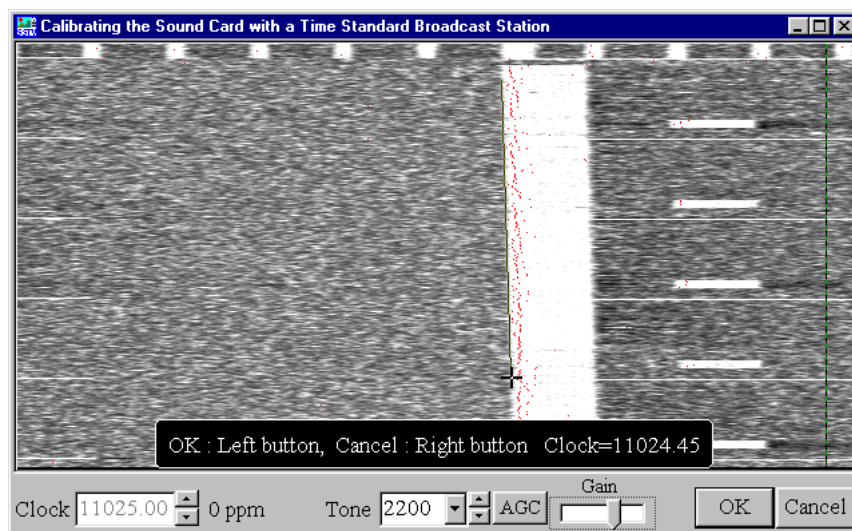 Calibrating the Sound Card with a Time Standard Broadcast Station
OK : Left button, Cancel : Right button Clock=11024.45
Gain
Clock 11025.00 0 ppm Tone 2200 AGC OK Cancel